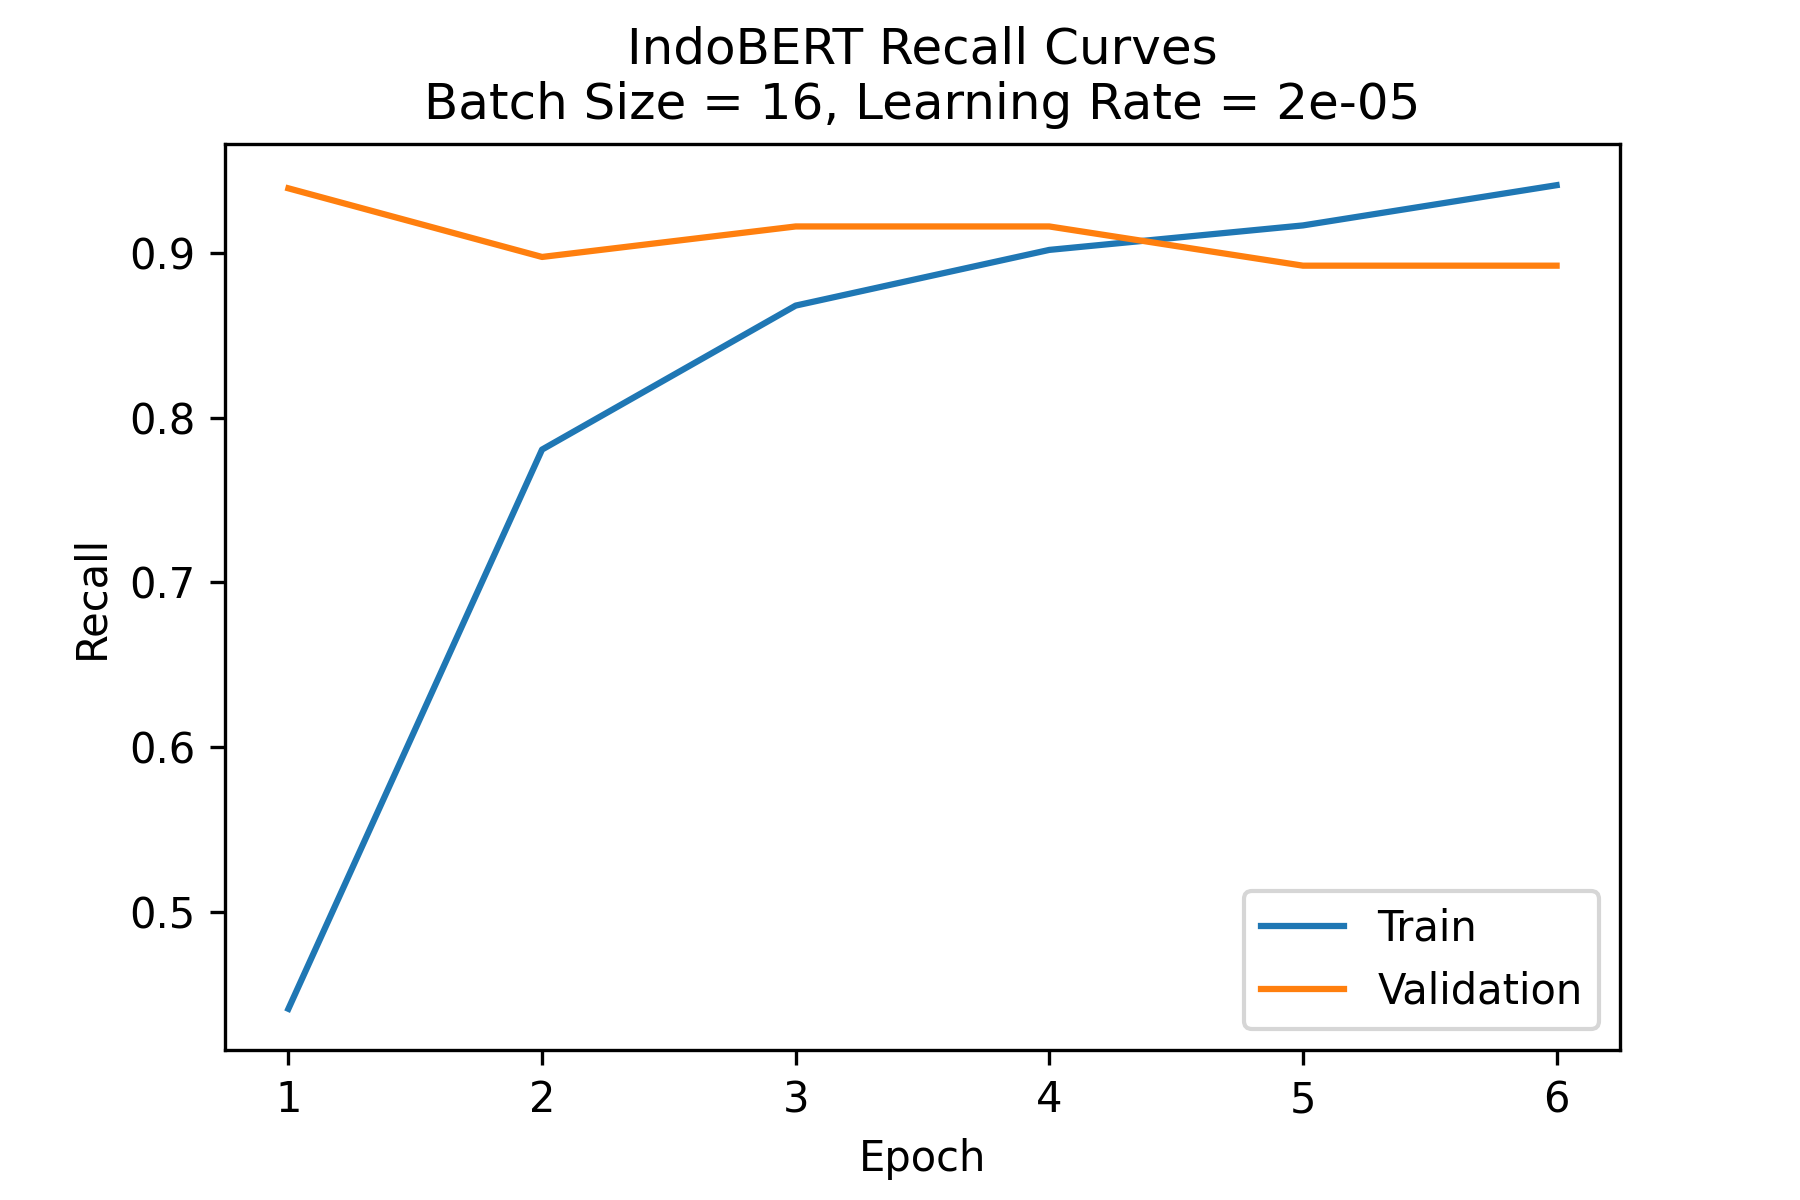 IndoBERT Recall Curves
Batch Size = 16, Learning Rate = 2e-05
Recall
0.9
0.8
0.7
0.6
0.5
1 2 3 4 5 6
Epoch
Train
Validation